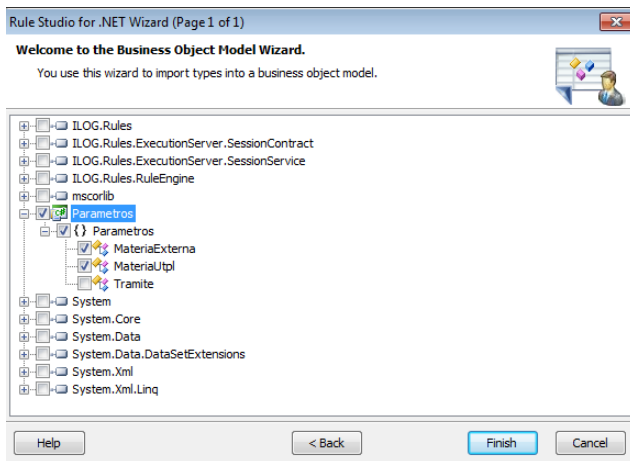 Rule Studio for .NET Wizard (Page 1 of 1)
Welcome to the Business Object Model Wizard.
You use this wizard to import types into a business object model.
ILOG.Rules
ILOG.Rules.ExecutionServer.SessionContract
ILOG.Rules.ExecutionServer.SessionService
ILOG.Rules.RuleEngine
mscorlib
C# Parametros
{} Parametros
MateriaExterna
MateriaUtpl
Tramite
System
System.Core
System.Data
System.Data.DataSetExtensions
System.Xml
System.Xml.Linq
Help < Back Finish Cancel